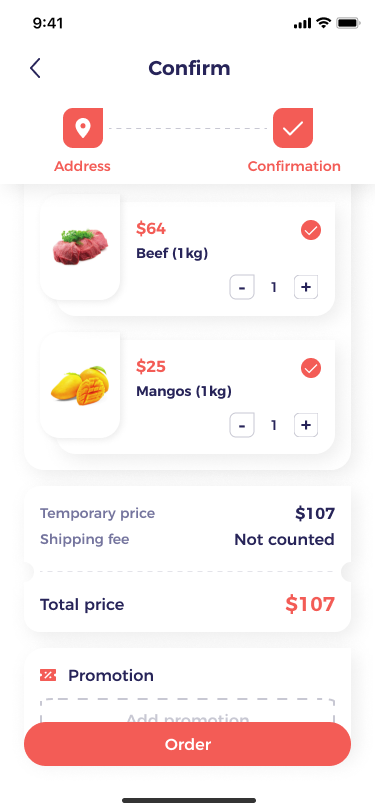 9:41
Confirm
Address
Confirmation
$64
Beef (1kg)
- 1 +
$25
Mangos (1kg)
- 1 +
Temporary price $107
Shipping fee Not counted
Total price $107
Promotion
Add promotion
Order